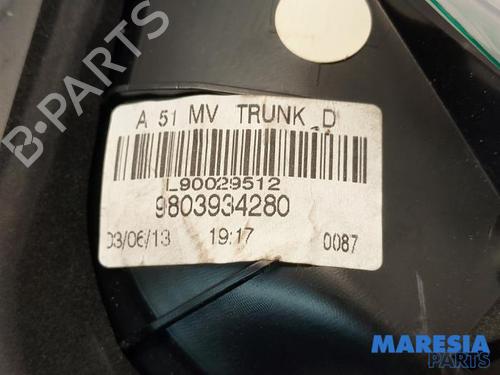 A 51 MV TRUNK D
L90029512
9803934280
03/06/13 19:17 0087
B-PARTS
MARESIA
PARTS